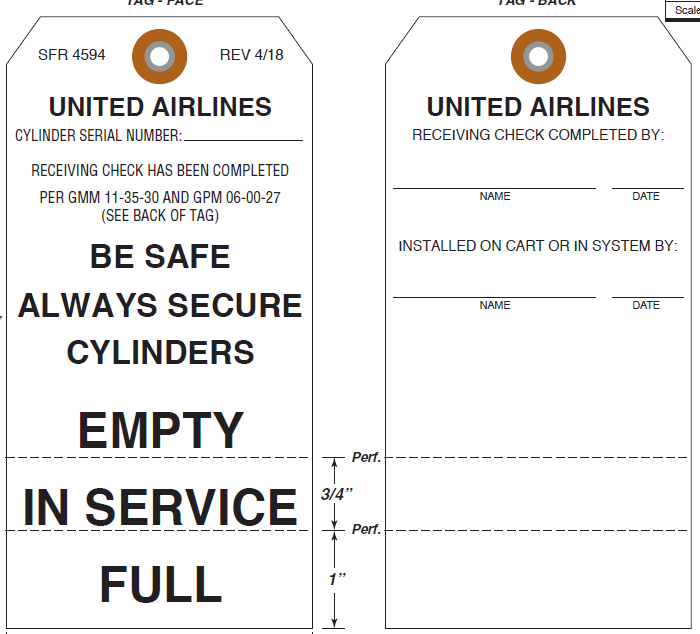 TAG - FACE
SFR 4594 REV 4/18
UNITED AIRLINES
CYLINDER SERIAL NUMBER:
RECEIVING CHECK HAS BEEN COMPLETED
PER GMM 11-35-30 AND GPM 06-00-27
(SEE BACK OF TAG)
BE SAFE
ALWAYS SECURE
CYLINDERS
EMPTY
IN SERVICE
FULL
Perf.
3/4”
Perf.
1”
TAG - BACK
UNITED AIRLINES
RECEIVING CHECK COMPLETED BY:
NAME DATE
INSTALLED ON CART OR IN SYSTEM BY:
NAME DATE
Scale